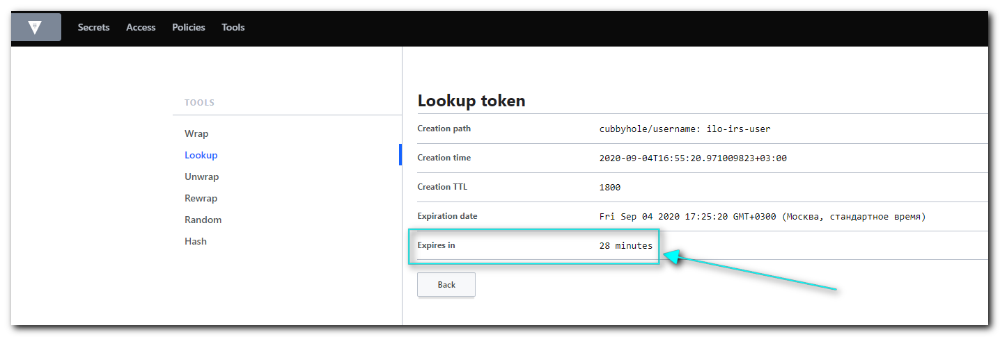 Secrets Access Policies Tools
TOOLS
Wrap
Lookup
Unwrap
Rewrap
Random
Hash
Lookup token
Creation path cubbyhole/username: ilo-irs-user
Creation time 2020-09-04T16:55:20.971009823+03:00
Creation TTL 1800
Expiration date Fri Sep 04 2020 17:25:20 GMT+0300 (Москва, стандартное время)
Expires in 28 minutes
Back